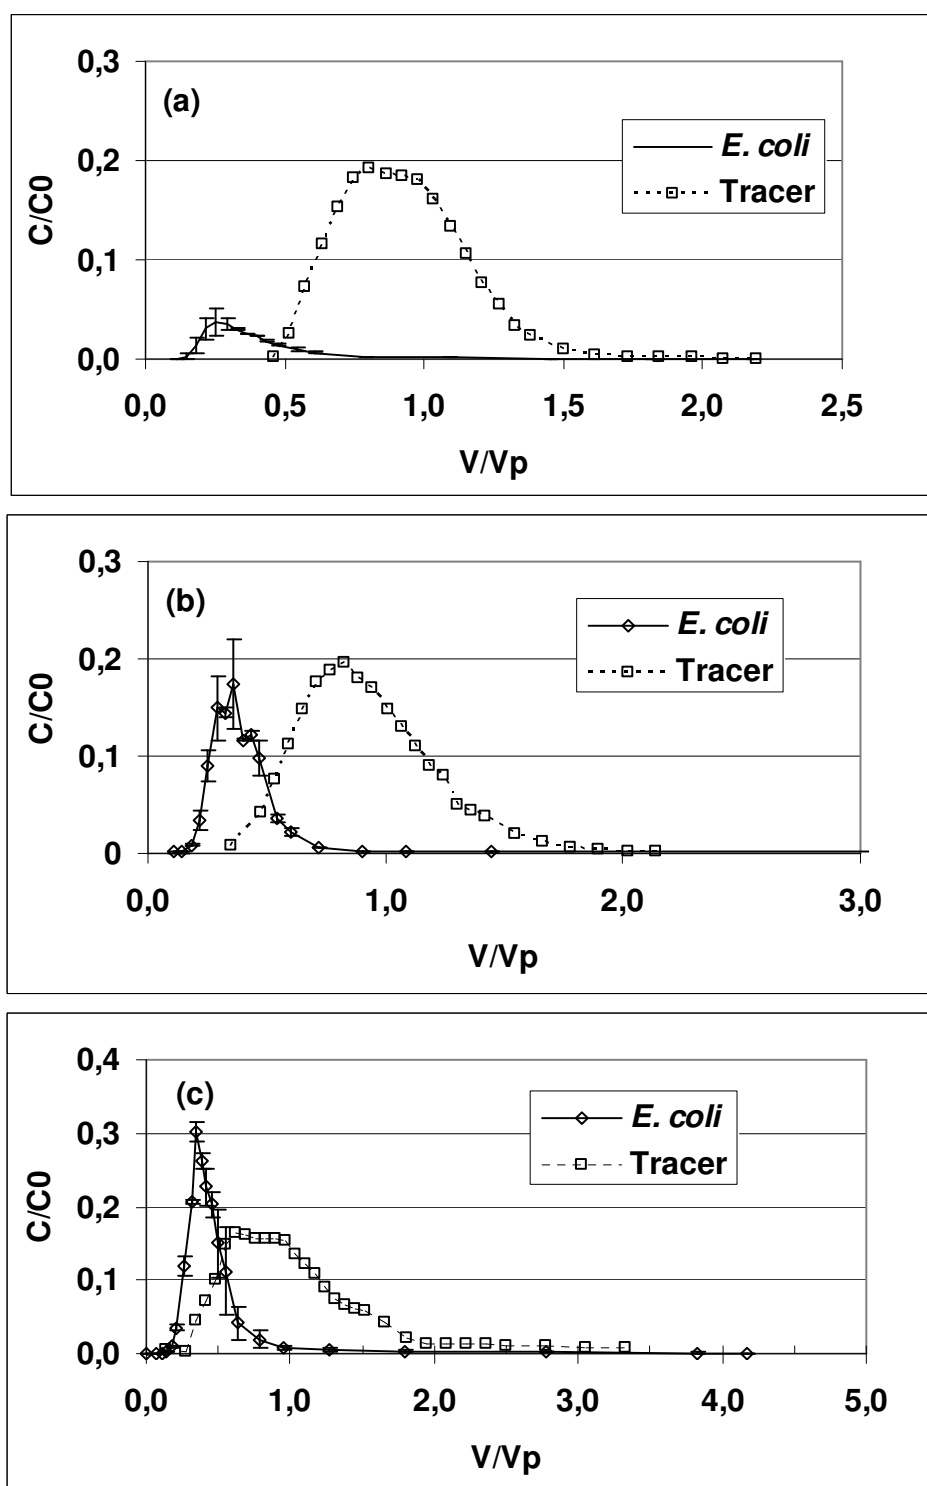 0,3
(a)
E. coli
Tracer
0,2
C/C0
0,1
0,0
0,0 0,5 1,0 1,5 2,0 2,5
V/Vp
0,3
(b)
E. coli
Tracer
0,2
C/C0
0,1
0
0,0 1,0 2,0 3,0
V/Vp
0,4
(c)
E. coli
Tracer
0,3
C/C0
0,2
0,1
0,0
0,0 1,0 2,0 3,0 4,0 5,0
V/Vp